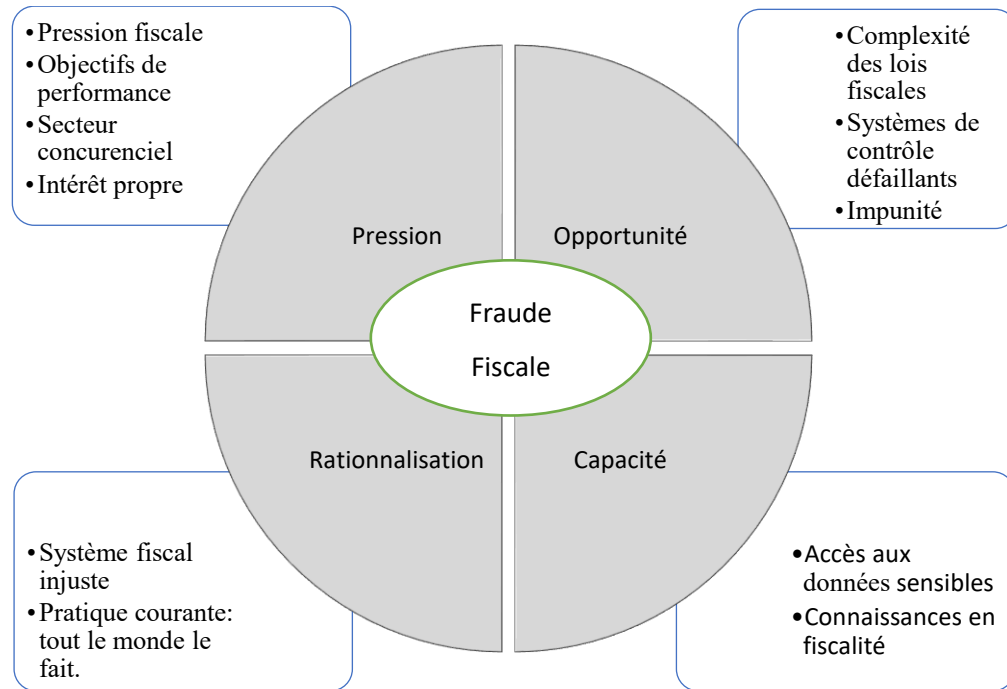 •Pression fiscale
•Objectifs de
performance
•Secteur
concurenciel
•Intérêt propre
•Complexité
des lois
fiscales
•Systèmes de
contrôle
défaillants
•Impunité
Pression
Opportunité
Fraude
Fiscale
Rationnalisation
Capacité
•Système fiscal
injuste
•Pratique courante:
tout le monde le
fait.
•Accès aux
données sensibles
•Connaissances en
fiscalité